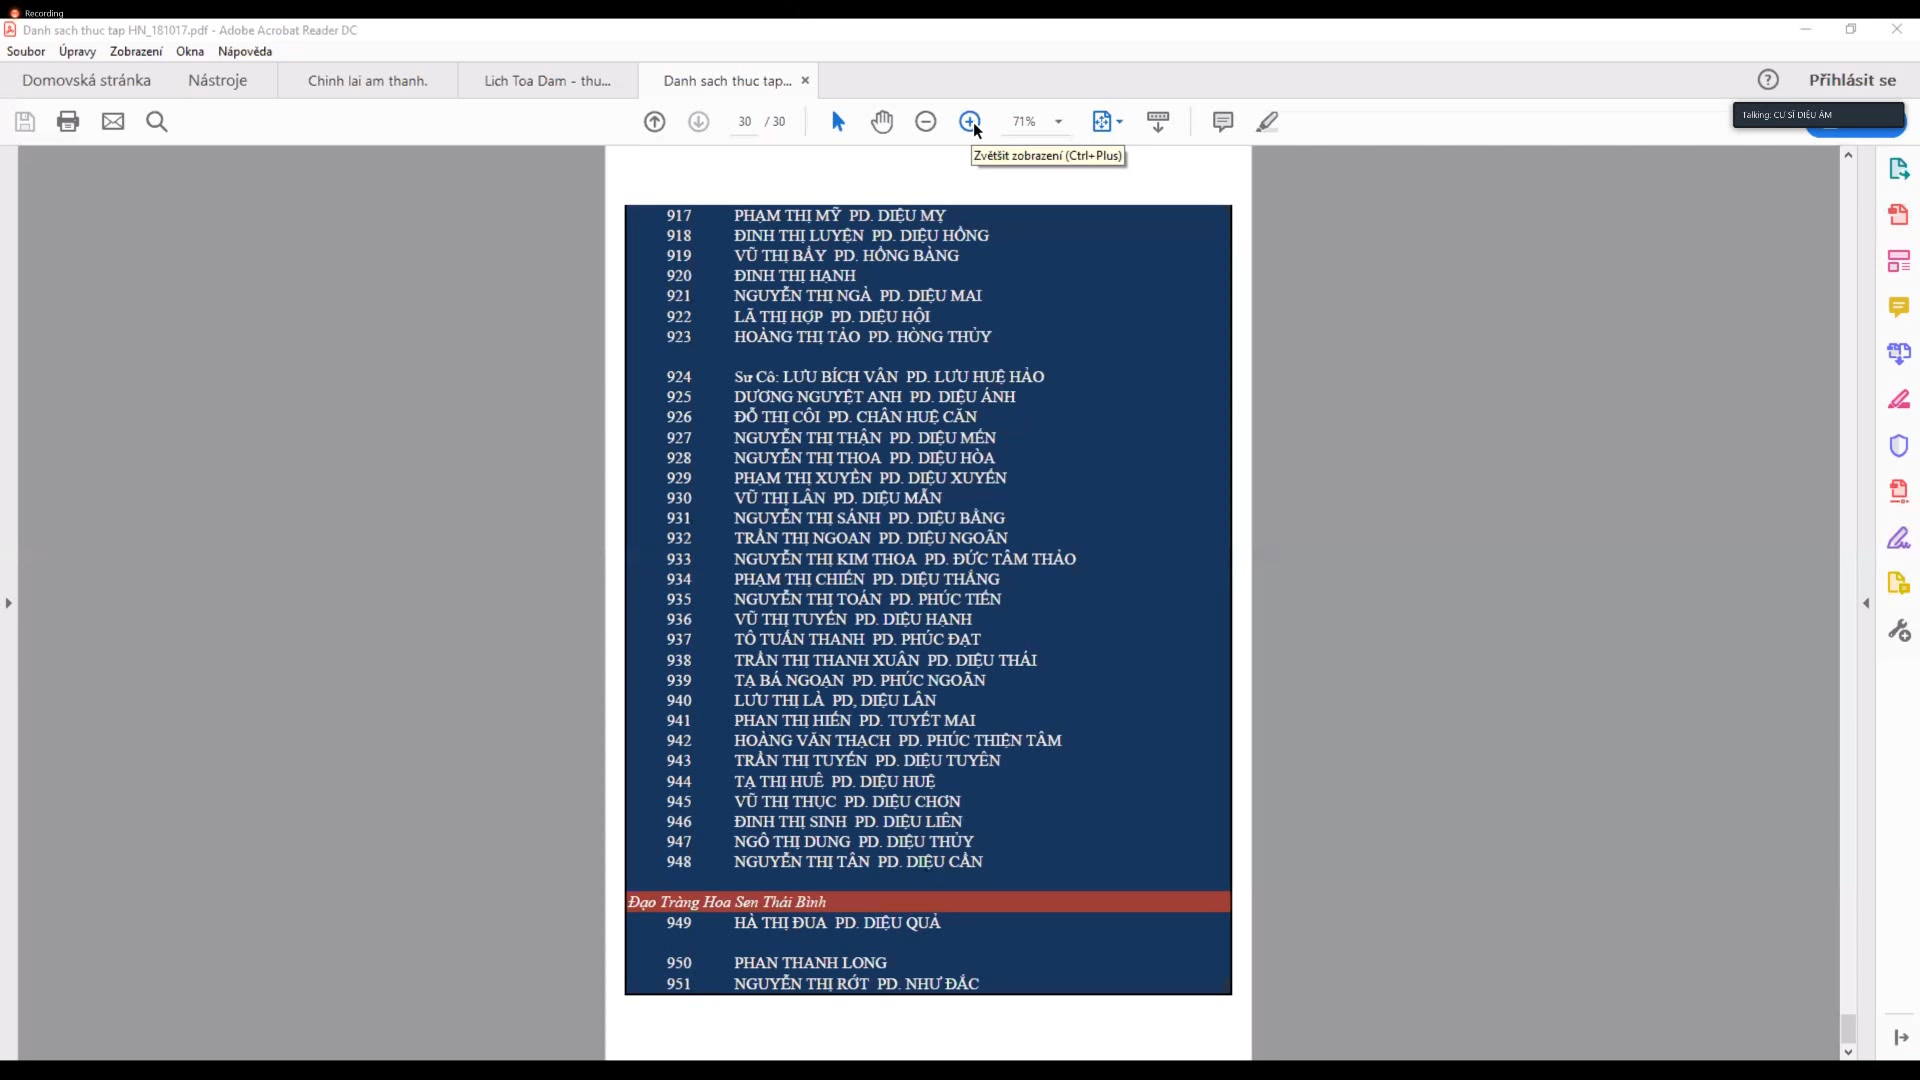 Recording
Danh sach thuc tap HN_181017.pdf - Adobe Acrobat Reader DC
Soubor Úpravy Zobrazení Okna Nápověda
Domovská stránka Nástroje Chinh lai am thanh. Lich Toa Dam - thu... Danh sach thuc tap... Přihlásit se
30 / 30 71%
Talking: CƯ SĨ DIỆU ÂM
Zvětšit zobrazení (Ctrl+Plus)
917 PHẠM THỊ MỸ PD. DIỆU MỴ
918 ĐINH THỊ LUYỆN PD. DIỆU HỒNG
919 VŨ THỊ BẨY PD. HỒNG BẢNG
920 ĐINH THỊ HẠNH
921 NGUYỄN THỊ NGÀ PD. DIỆU MAI
922 LÃ THỊ HỢP PD. DIỆU HỘI
923 HOÀNG THỊ TẢO PD. HÒNG THỦY
924 Sư Cô: LƯU BÍCH VÂN PD. LƯU HUỆ HẢO
925 DƯƠNG NGUYỆT ANH PD. DIỆU ÁNH
926 ĐỖ THỊ CÔI PD. CHÂN HUỆ CĂN
927 NGUYỄN THỊ THẬN PD. DIỆU MẾN
928 NGUYỄN THỊ THOA PD. DIỆU HÒA
929 PHẠM THỊ XUYẾN PD. DIỆU XUYẾN
930 VŨ THỊ LÂN PD. DIỆU MẪN
931 NGUYỄN THỊ SÁNH PD. DIỆU BẰNG
932 TRẦN THỊ NGOAN PD. DIỆU NGOÃN
933 NGUYỄN THỊ KIM THOA PD. ĐỨC TÂM THẢO
934 PHẠM THỊ CHIẾN PD. DIỆU THẮNG
935 NGUYỄN THỊ TOÁN PD. PHÚC TIẾN
936 VŨ THỊ TUYẾN PD. DIỆU HẠNH
937 TÔ TUẤN THANH PD. PHÚC ĐẠT
938 TRẦN THỊ THANH XUÂN PD. DIỆU THÁI
939 TẠ BÁ NGOẠN PD. PHÚC NGOÃN
940 LƯU THỊ LÀ PD, DIỆU LÂN
941 PHAN THỊ HIẾN PD. TUYẾT MAI
942 HOÀNG VĂN THẠCH PD. PHÚC THIỆN TÂM
943 TRẦN THỊ TUYẾN PD. DIỆU TUYÊN
944 TẠ THỊ HUÊ PD. DIỆU HUỆ
945 VŨ THỊ THỤC PD. DIỆU CHƠN
946 ĐINH THỊ SINH PD. DIỆU LIÊN
947 NGÔ THỊ DUNG PD. DIỆU THỦY
948 NGUYỄN THỊ TÂN PD. DIỆU CẦN
Đạo Tràng Hoa Sen Thái Bình
949 HÀ THỊ ĐUA PD. DIỆU QUẢ
950 PHAN THANH LONG
951 NGUYỄN THỊ RỚT PD. NHƯ ĐẮC